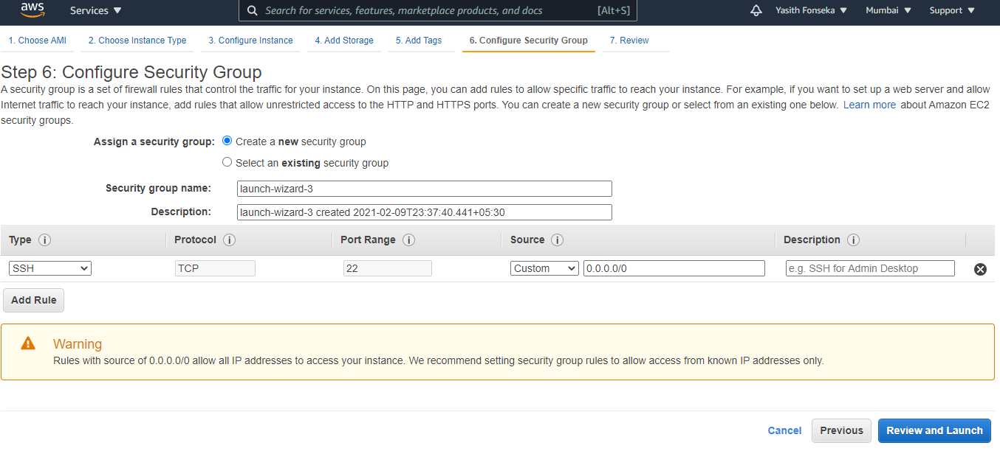 aws Services Search for services, features, marketplace products, and docs [Alt+S] Yasith Fonseka Mumbai Support
1. Choose AMI 2. Choose Instance Type 3. Configure Instance 4. Add Storage 5. Add Tags 6. Configure Security Group 7. Review
Step 6: Configure Security Group
A security group is a set of firewall rules that control the traffic for your instance. On this page, you can add rules to allow specific traffic to reach your instance. For example, if you want to set up a web server and allow
Internet traffic to reach your instance, add rules that allow unrestricted access to the HTTP and HTTPS ports. You can create a new security group or select from an existing one below. Learn more about Amazon EC2
security groups.
Assign a security group: Create a new security group
Select an existing security group
Security group name: launch-wizard-3
Description: launch-wizard-3 created 2021-02-09T23:37:40.441+05:30
Type i Protocol i Port Range i Source i Description i
SSH TCP 22 Custom 0.0.0.0/0 e.g. SSH for Admin Desktop
Add Rule
Warning
Rules with source of 0.0.0.0/0 allow all IP addresses to access your instance. We recommend setting security group rules to allow access from known IP addresses only.
Cancel Previous Review and Launch